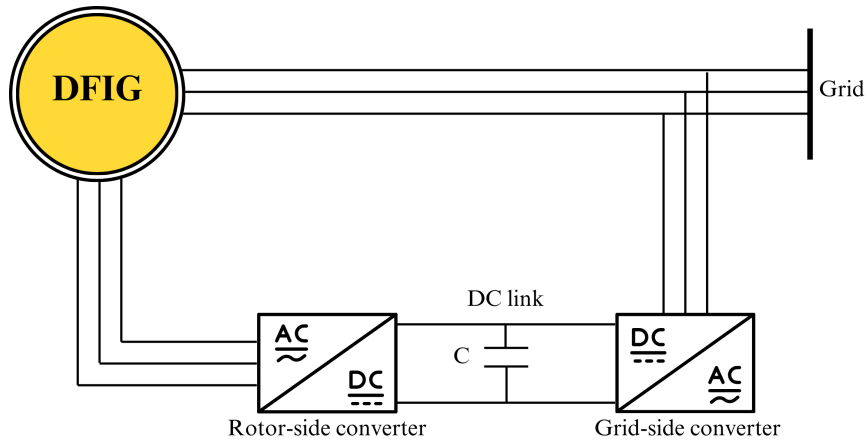 DFIG
Grid
DC link
AC
DC
C
DC
AC
Rotor-side converter
Grid-side converter